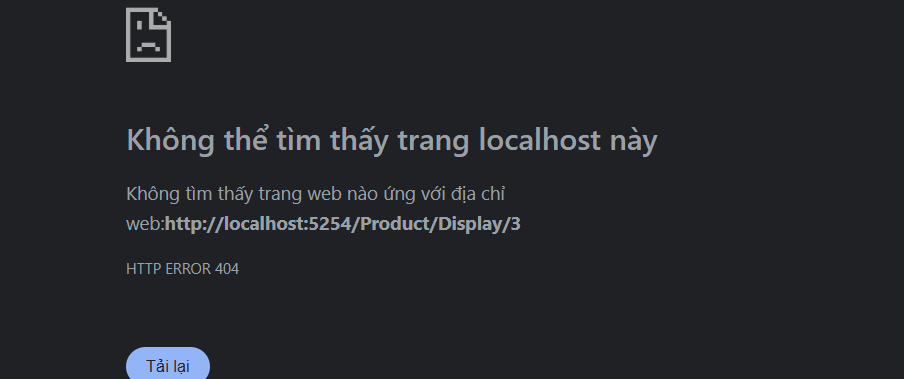 Không thể tìm thấy trang localhost này
Không tìm thấy trang web nào ứng với địa chỉ
web:http://localhost:5254/Product/Display/3
HTTP ERROR 404
Tải lại